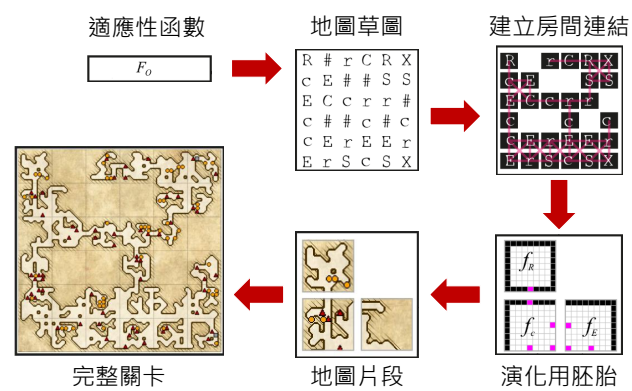 適應性函數
地圖草圖
建立房間連結
F_O
R # r C R X
c E # # S S
E C c r r #
c # # c # c
c E r E E r
E r S c S X
R r C R X
c E S S
E C c r r
c c c
c E r E E r
E r S c S X
f_R
f_c f_E
完整關卡
地圖片段
演化用胚胎